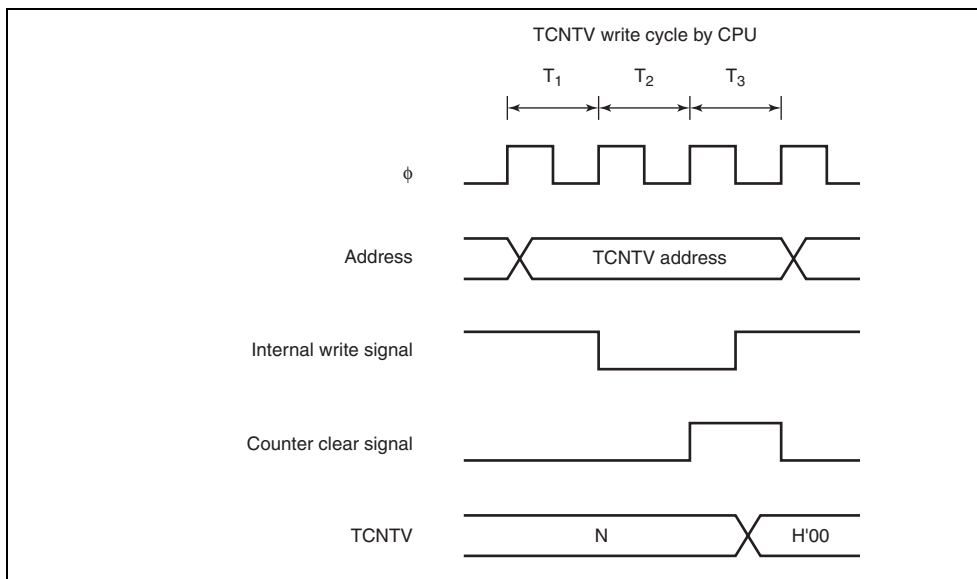 TCNTV write cycle by CPU
T1 T2 T3
φ
Address
TCNTV address
Internal write signal
Counter clear signal
TCNTV
N
H'00